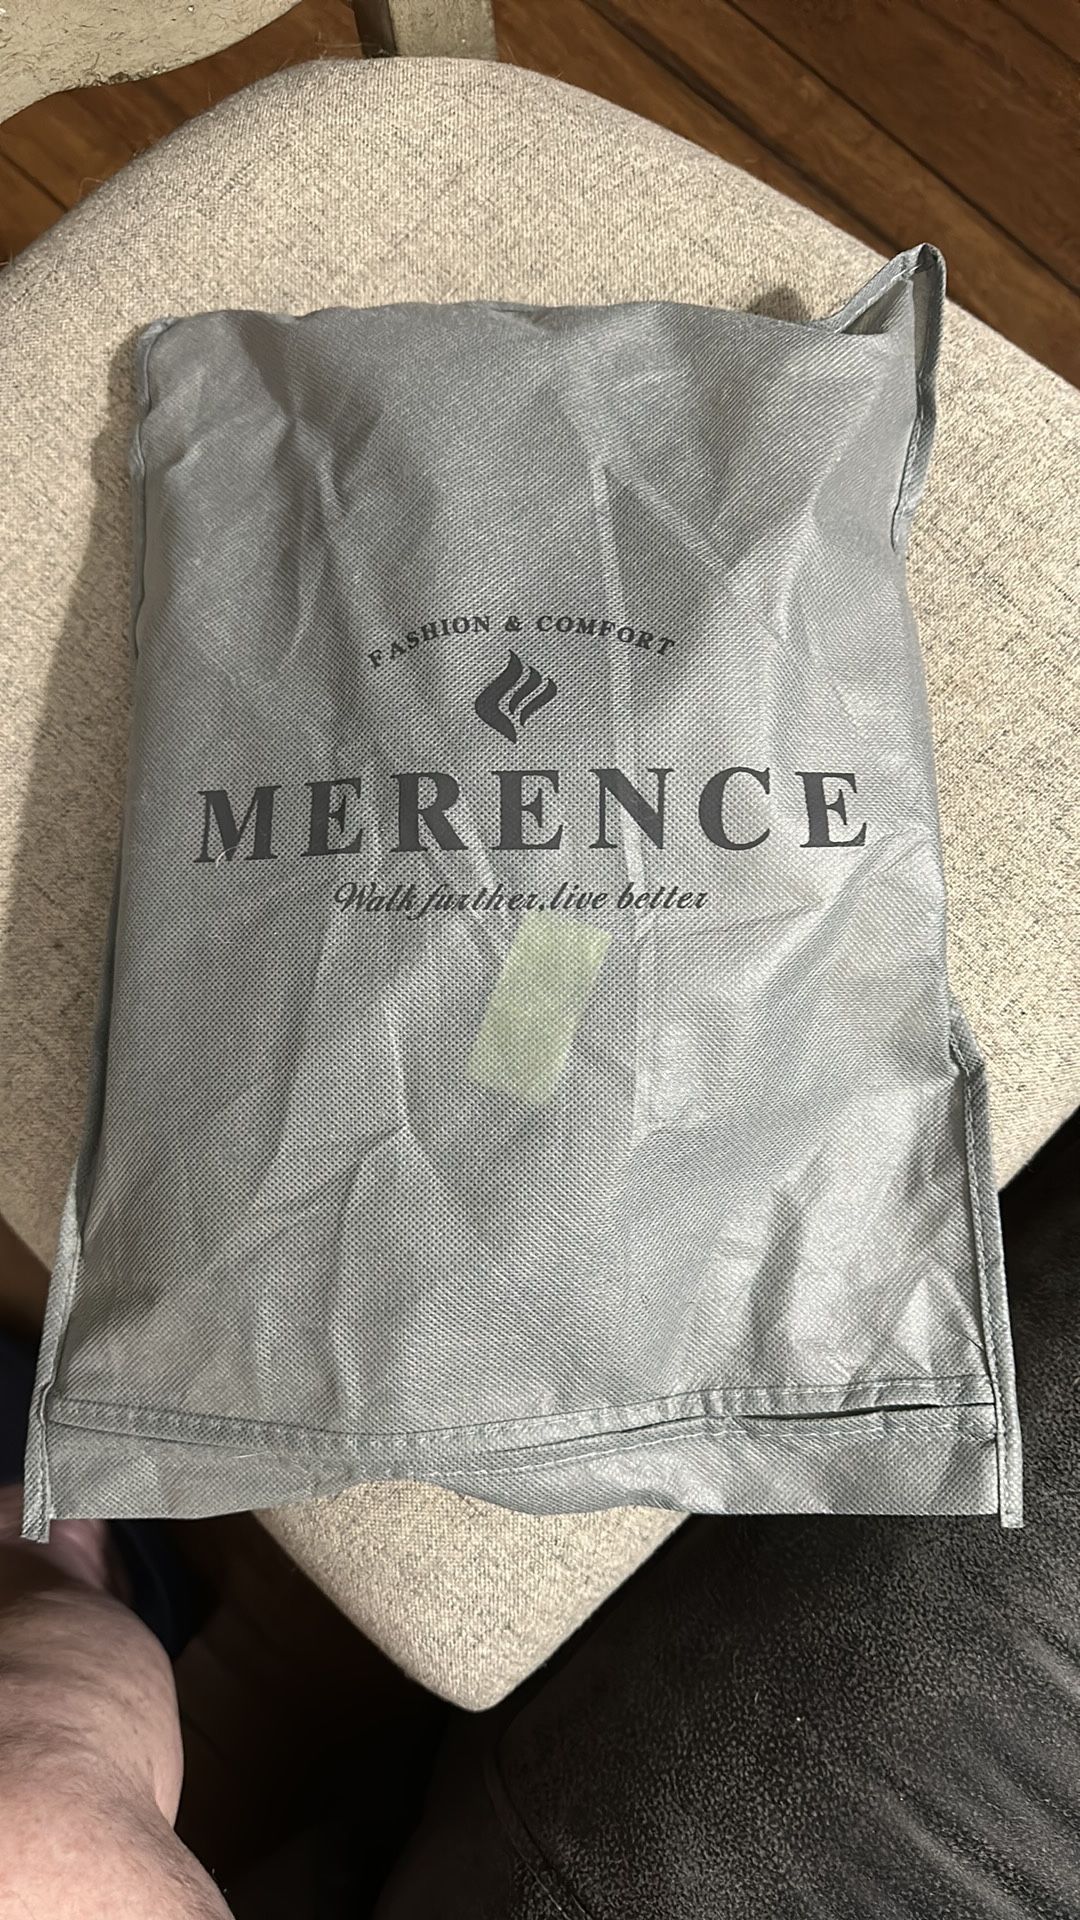 FASHION & COMFORT
MERENCE
Walk further,live better